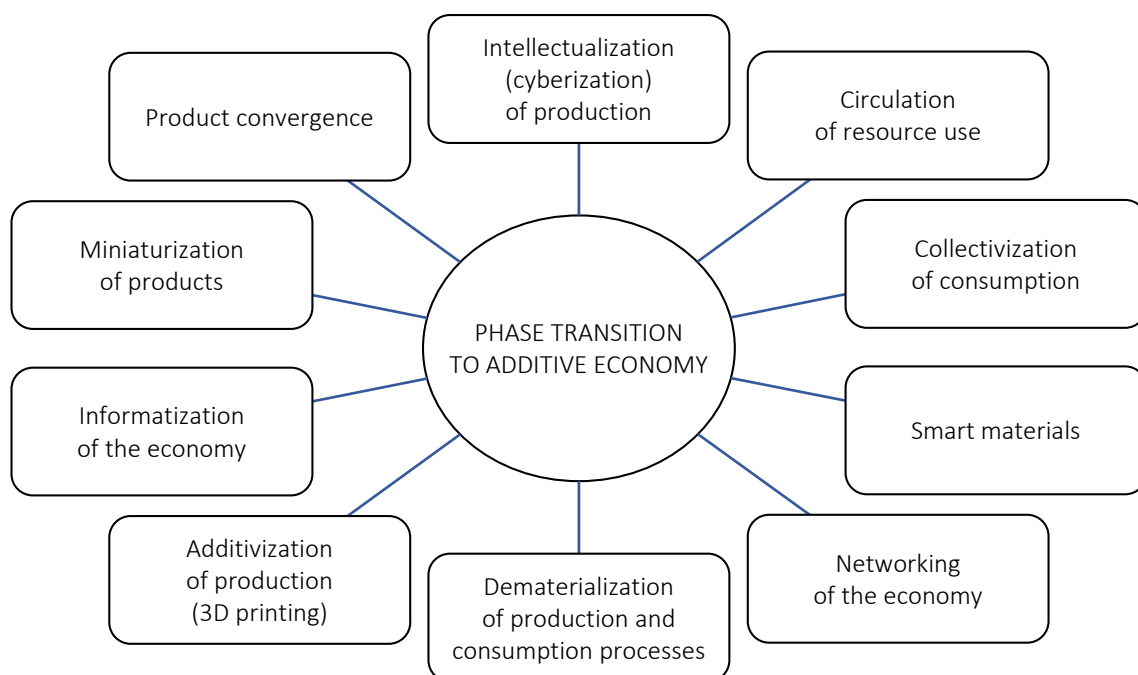 Intellectualization
(cyberization)
of production
Product convergence
Circulation
of resource use
Miniaturization
of products
Collectivization
of consumption
PHASE TRANSITION
TO ADDITIVE ECONOMY
Informatization
of the economy
Smart materials
Additivization
of production
(3D printing)
Networking
of the economy
Dematerialization
of production and
consumption processes